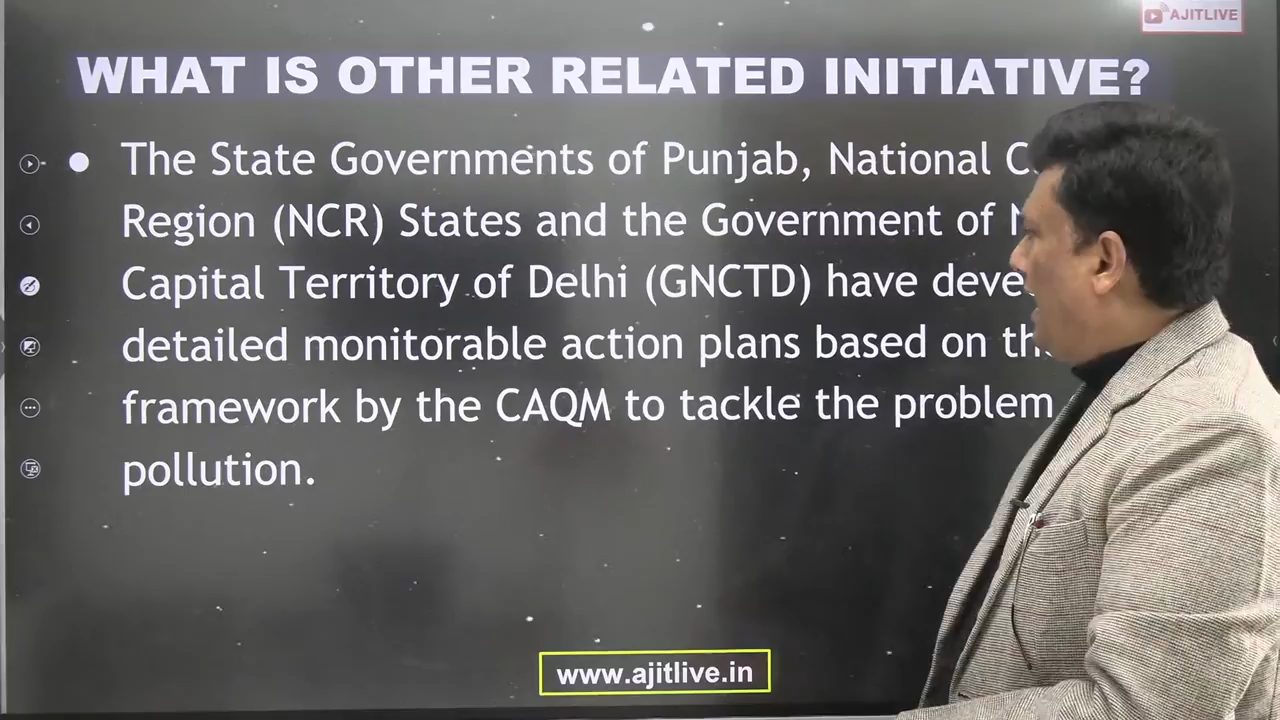 AJITLIVE
WHAT IS OTHER RELATED INITIATIVE?
The State Governments of Punjab, National
Region (NCR) States and the Government of
Capital Territory of Delhi (GNCTD) have
detailed monitorable action plans based on
framework by the CAQM to tackle the problem
pollution.
www.ajitlive.in